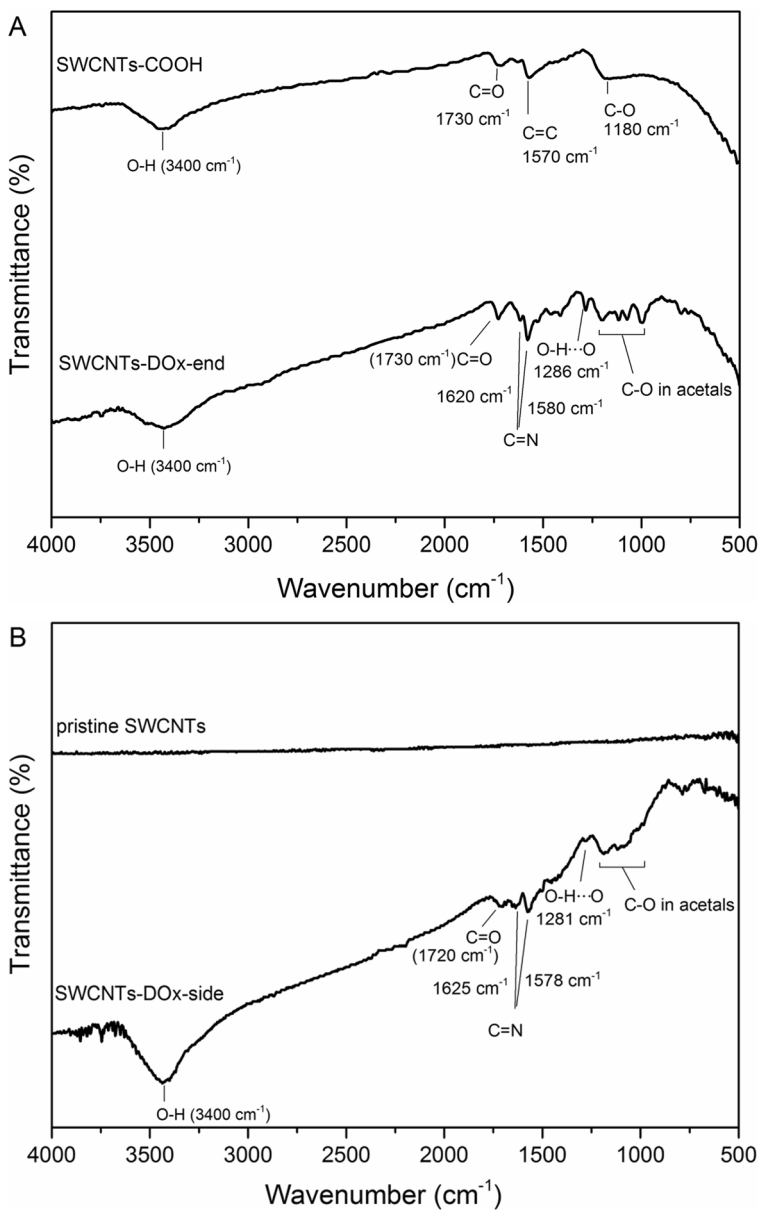 A
SWCNTs-COOH
C=O
1730 cm⁻¹
C=C
1570 cm⁻¹
C-O
1180 cm⁻¹
O-H (3400 cm⁻¹)
Transmittance (%)
SWCNTs-DOx-end
(1730 cm⁻¹)C=O
1620 cm⁻¹
O-H···O
1286 cm⁻¹
1580 cm⁻¹
C-O in acetals
C=N
O-H (3400 cm⁻¹)
4000 3500 3000 2500 2000 1500 1000 500
Wavenumber (cm⁻¹)
B
pristine SWCNTs
Transmittance (%)
O-H···O
1281 cm⁻¹
C-O in acetals
C=O
(1720 cm⁻¹)
1625 cm⁻¹
1578 cm⁻¹
SWCNTs-DOx-side
C=N
O-H (3400 cm⁻¹)
4000 3500 3000 2500 2000 1500 1000 500
Wavenumber (cm⁻¹)